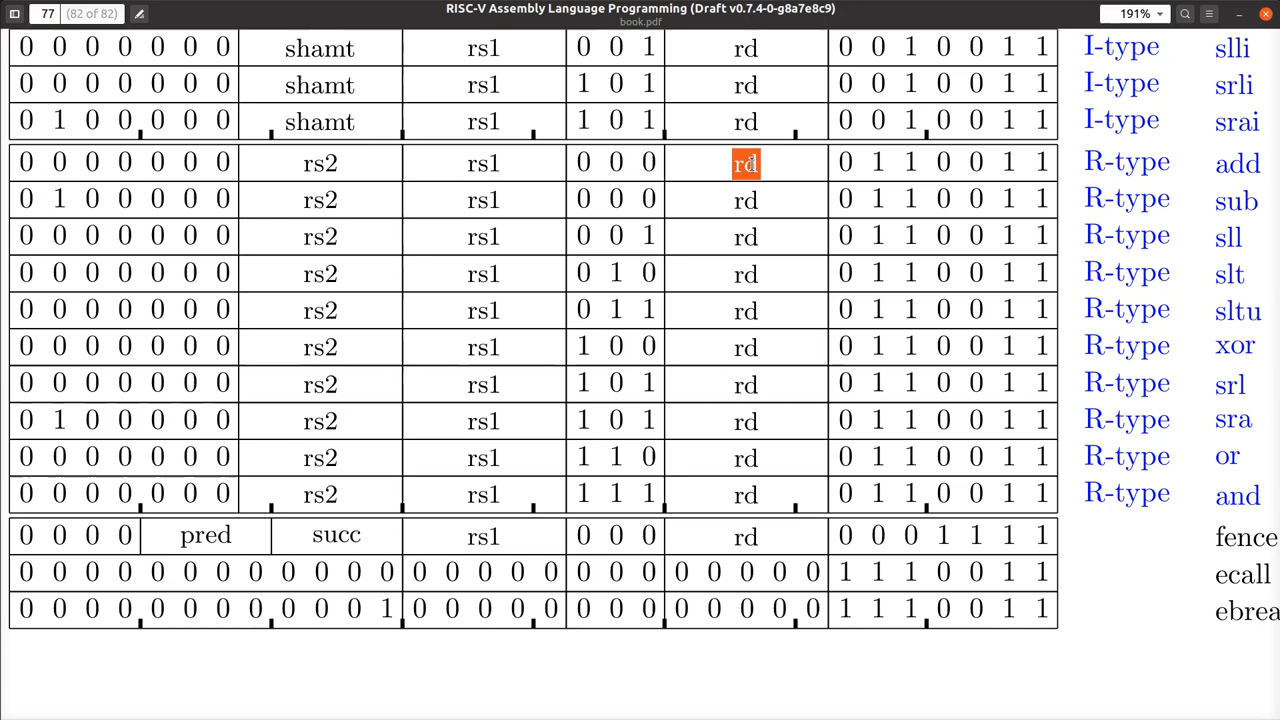 RISC-V Assembly Language Programming (Draft v0.7.4-0-g8a7e8c9)
book.pdf
77 (82 of 82) 191%
0 0 0 0 0 0 0 shamt rs1 0 0 1 rd 0 0 1 0 0 1 1 I-type slli
0 0 0 0 0 0 0 shamt rs1 1 0 1 rd 0 0 1 0 0 1 1 I-type srli
0 1 0 0 0 0 0 shamt rs1 1 0 1 rd 0 0 1 0 0 1 1 I-type srai
0 0 0 0 0 0 0 rs2 rs1 0 0 0 rd 0 1 1 0 0 1 1 R-type add
0 1 0 0 0 0 0 rs2 rs1 0 0 0 rd 0 1 1 0 0 1 1 R-type sub
0 0 0 0 0 0 0 rs2 rs1 0 0 1 rd 0 1 1 0 0 1 1 R-type sll
0 0 0 0 0 0 0 rs2 rs1 0 1 0 rd 0 1 1 0 0 1 1 R-type slt
0 0 0 0 0 0 0 rs2 rs1 0 1 1 rd 0 1 1 0 0 1 1 R-type sltu
0 0 0 0 0 0 0 rs2 rs1 1 0 0 rd 0 1 1 0 0 1 1 R-type xor
0 0 0 0 0 0 0 rs2 rs1 1 0 1 rd 0 1 1 0 0 1 1 R-type srl
0 1 0 0 0 0 0 rs2 rs1 1 0 1 rd 0 1 1 0 0 1 1 R-type sra
0 0 0 0 0 0 0 rs2 rs1 1 1 0 rd 0 1 1 0 0 1 1 R-type or
0 0 0 0 0 0 0 rs2 rs1 1 1 1 rd 0 1 1 0 0 1 1 R-type and
0 0 0 0 pred succ rs1 0 0 0 rd 0 0 0 1 1 1 1 fence
0 0 0 0 0 0 0 0 0 0 0 0 0 0 0 0 0 0 0 0 0 0 0 0 0 1 1 1 0 0 1 1 ecall
0 0 0 0 0 0 0 0 0 0 0 1 0 0 0 0 0 0 0 0 0 0 0 0 0 1 1 1 0 0 1 1 ebrea